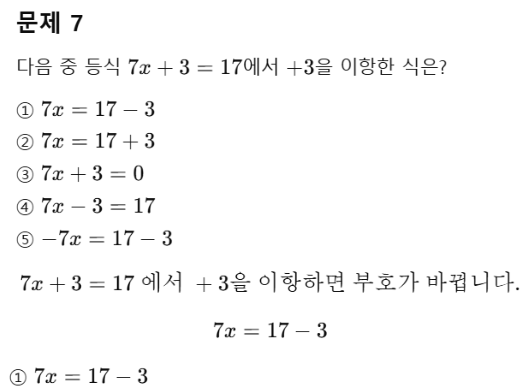 문제 7
다음 중 등식 7x + 3 = 17에서 +3을 이항한 식은?
① 7x = 17 − 3
② 7x = 17 + 3
③ 7x + 3 = 0
④ 7x − 3 = 17
⑤ −7x = 17 − 3
7x + 3 = 17 에서 + 3을 이항하면 부호가 바뀝니다.
7x = 17 − 3
① 7x = 17 − 3